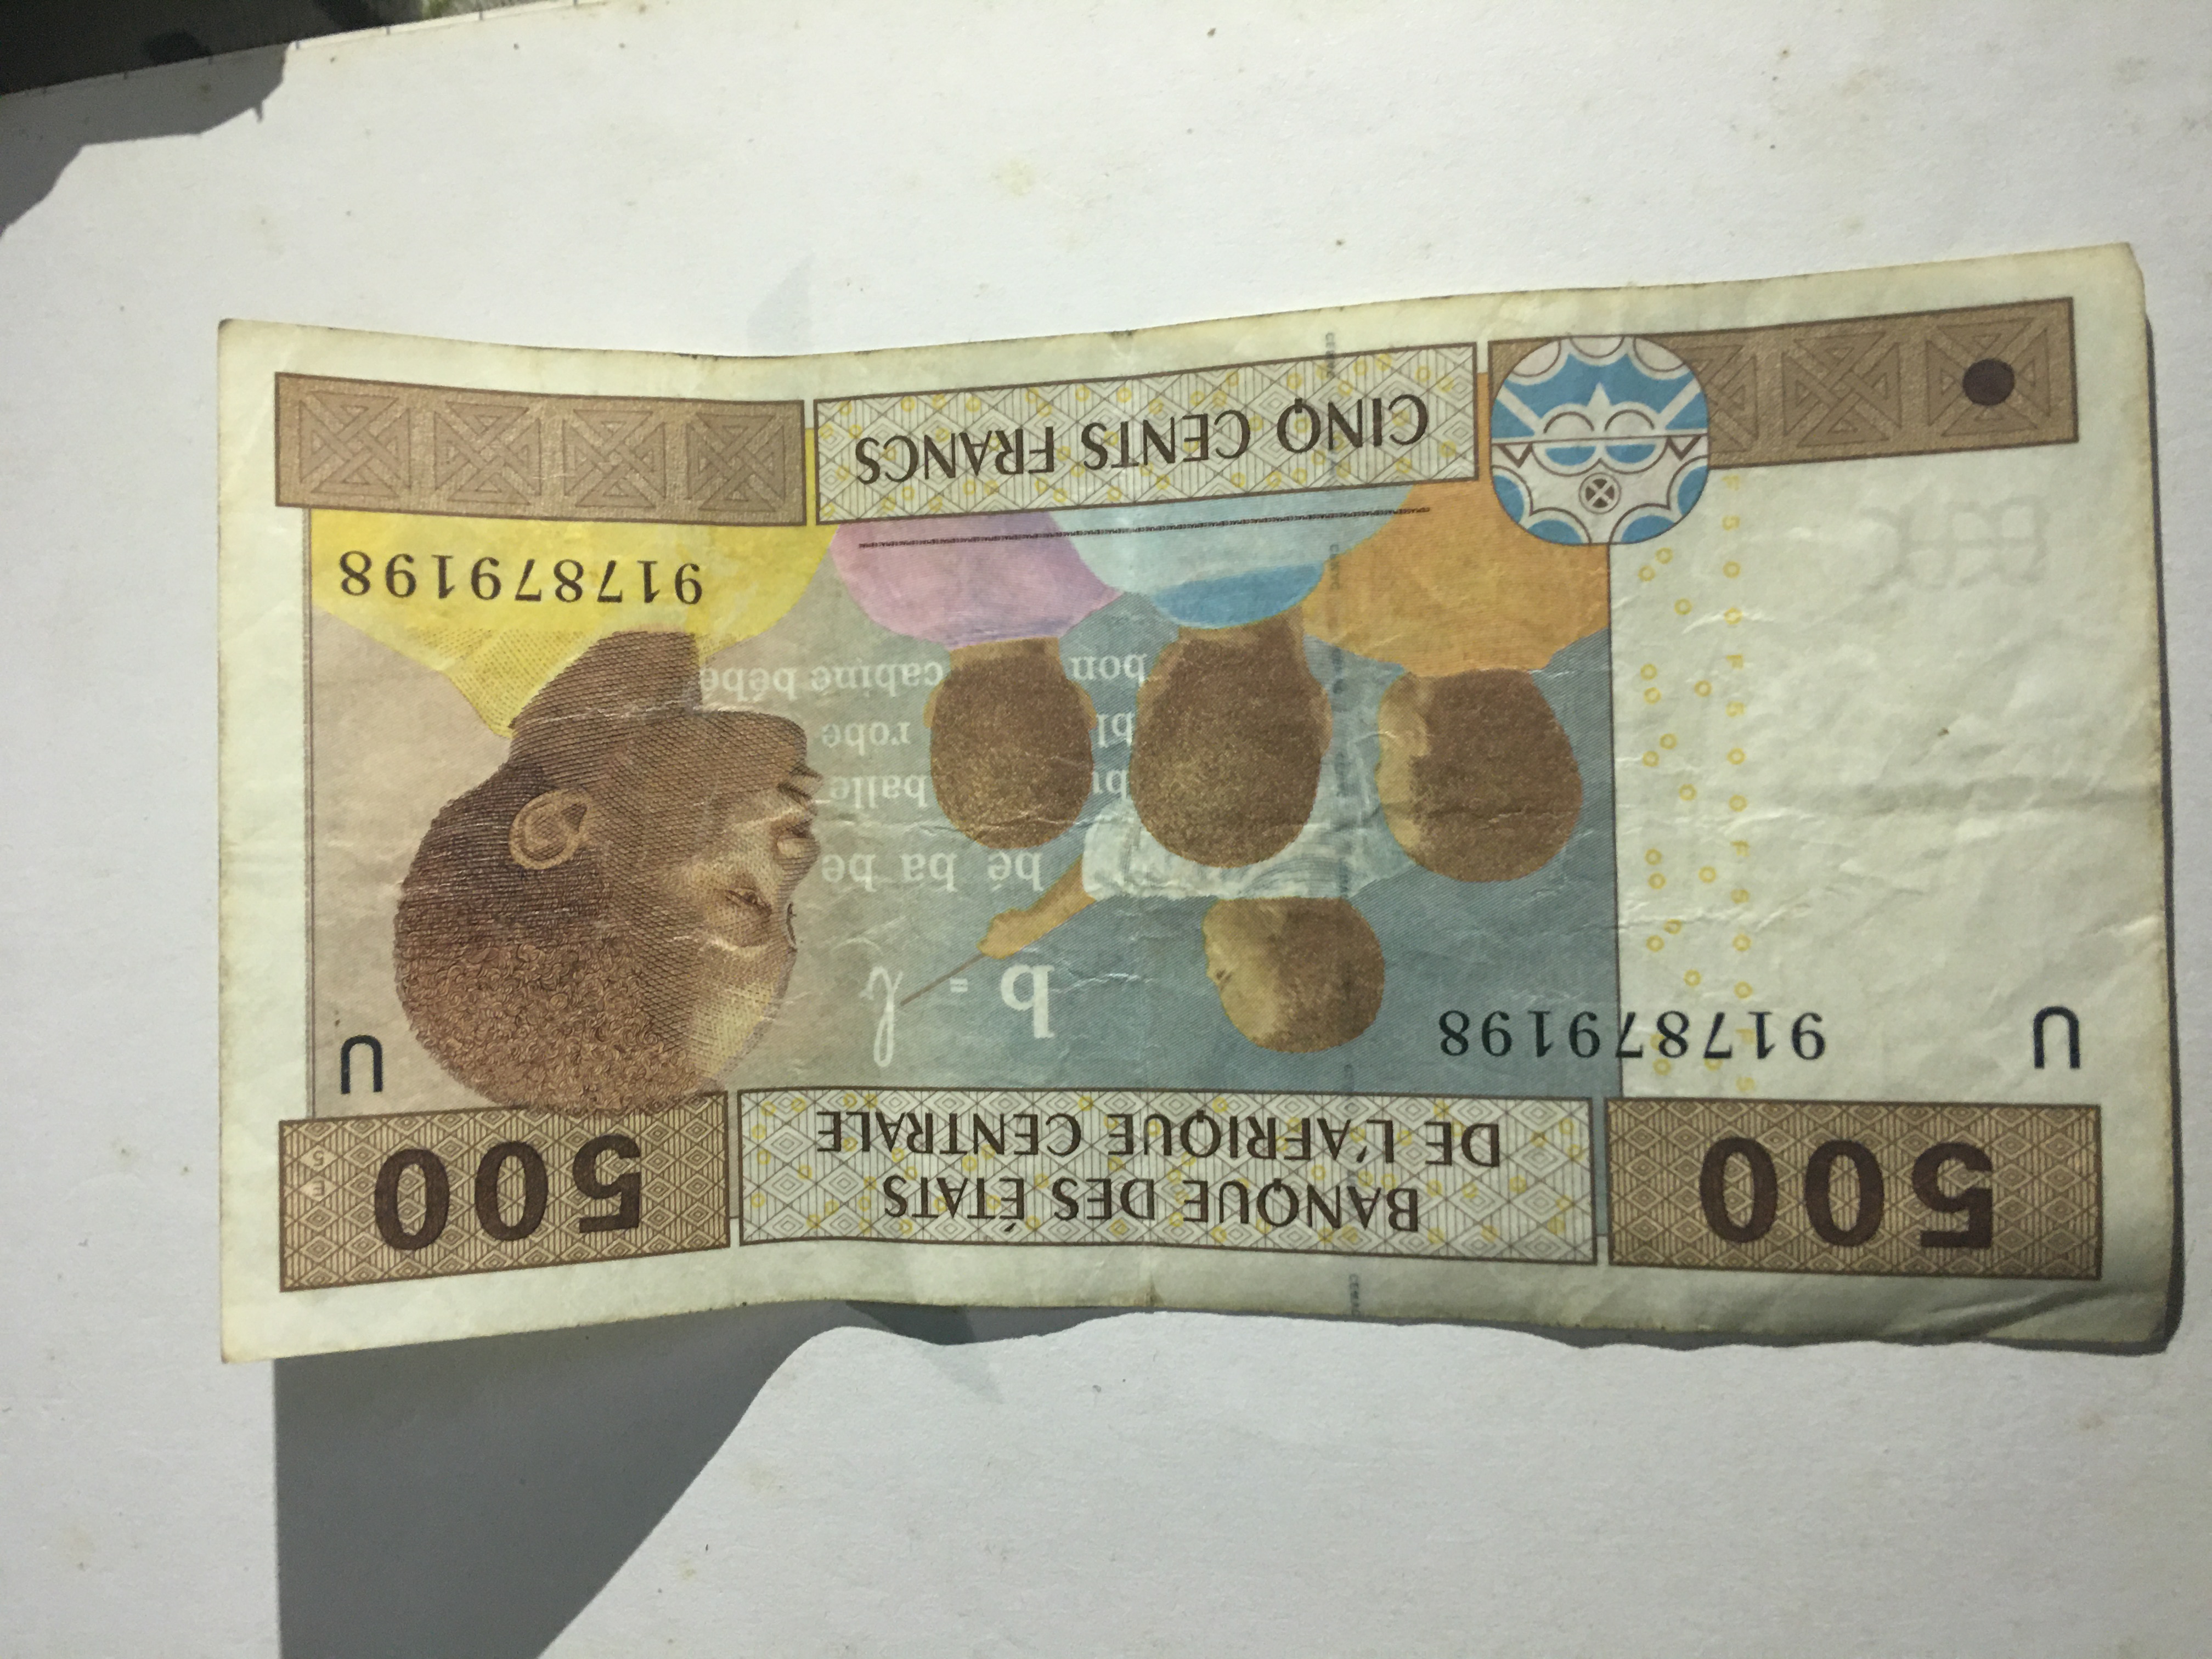 500
BANQUE DES ÉTATS
DE L'AFRIQUE CENTRALE
500
U
917879198
U
b =
bé ba be
balle
robe
bon cabine bébé
917879198
CINQ CENTS FRANCS